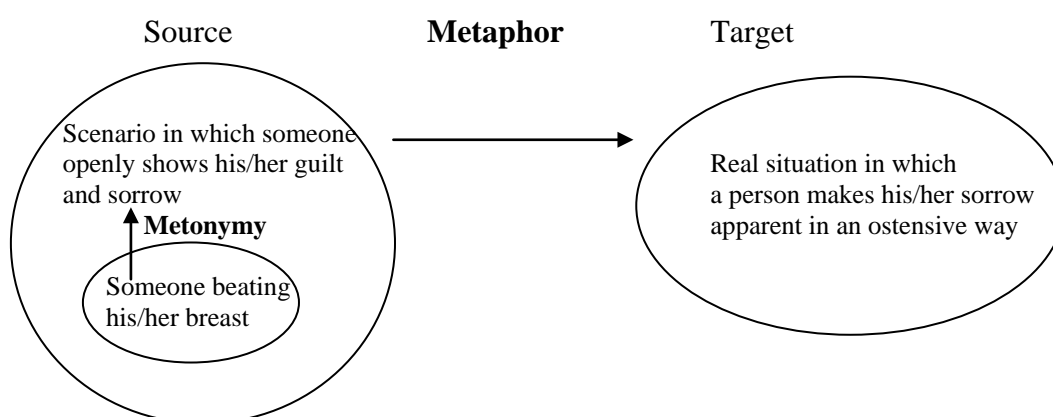 Source Metaphor Target
Scenario in which someone
openly shows his/her guilt
and sorrow
Metonymy
Someone beating
his/her breast
Real situation in which
a person makes his/her sorrow
apparent in an ostensive way